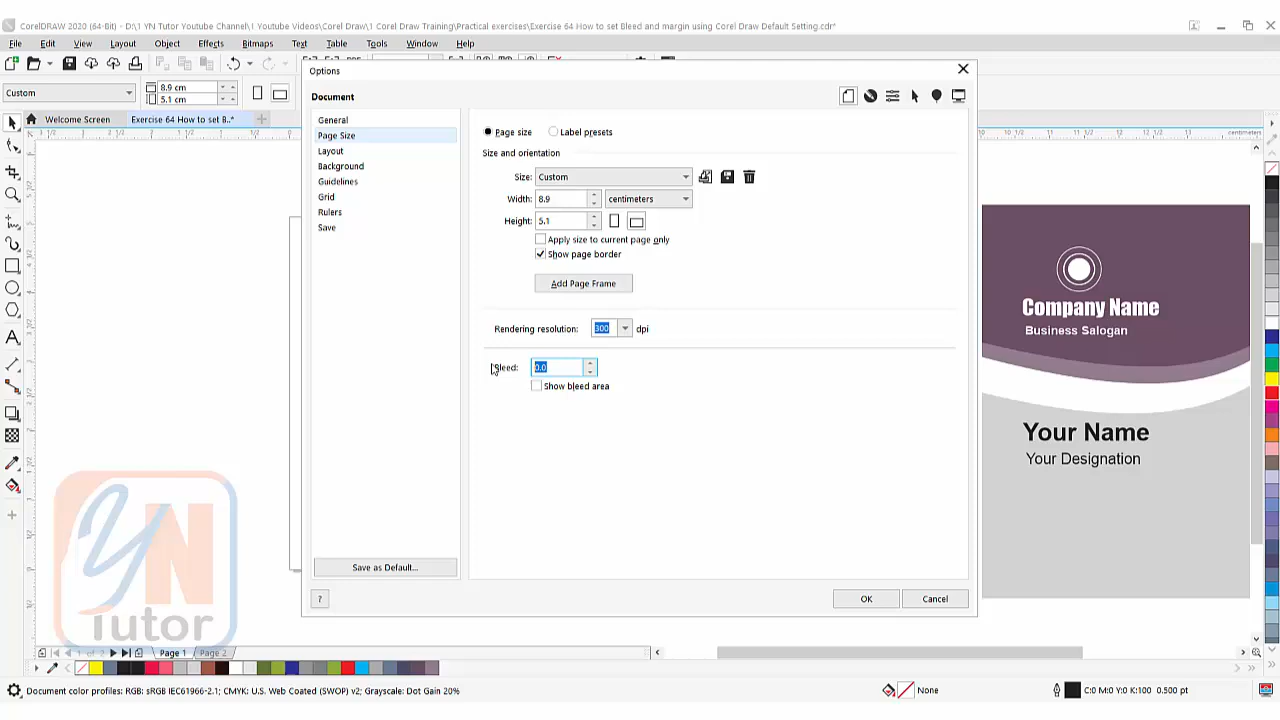 CorelDRAW 2020 (64-Bit) - D:\1 YN Tutor Youtube Channel\1 Youtube Videos\Corel Draw\1 Corel Draw Training\Practical exercises\Exercise 64 How to set Bleed and margin using Corel Draw Default Setting.cdr*
File Edit View Layout Object Effects Bitmaps Text Table Tools Window Help
Options
Document
Custom 8.9 cm
5.1 cm
Welcome Screen Exercise 64 How to set B..*
General
Page Size
Layout
Background
Guidelines
Grid
Rulers
Save
Save as Default...
Page size Label presets
Size and orientation
Size: Custom
Width: 8.9 centimeters
Height: 5.1
Apply size to current page only
Show page border
Add Page Frame
Rendering resolution: 300 dpi
Bleed: 0.0
Show bleed area
? OK Cancel
centimeters
Company Name
Business Salogan
Your Name
Your Designation
YN
Tutor
1 of 2 Page 1 Page 2
Document color profiles: RGB: sRGB IEC61966-2.1; CMYK: U.S. Web Coated (SWOP) v2; Grayscale: Dot Gain 20% None C:0 M:0 Y:0 K:100 0.500 pt